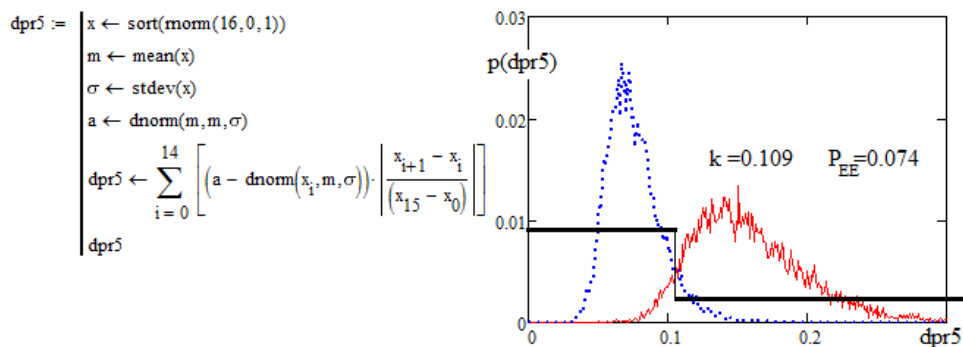 dpr5 := x ← sort(rnorm(16,0,1))
m ← mean(x)
σ ← stdev(x)
a ← dnorm(m,m,σ)
dpr5 ← ∑_{i = 0}^{14} [(a − dnorm(x_i,m,σ))·|(x_{i+1} − x_i)/(x_{15} − x_0)|]
dpr5
0.03
p(dpr5)
0.02
k =0.109 P_EE=0.074
0.01
0
0 0.1 0.2 dpr5